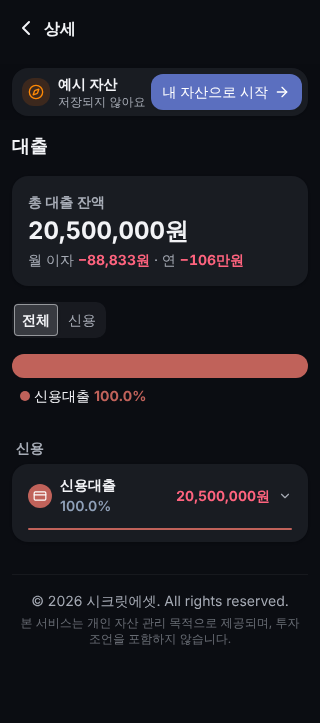 상세
예시 자산
저장되지 않아요
내 자산으로 시작 →
대출
총 대출 잔액
20,500,000원
월 이자 −88,833원 · 연 −106만원
전체 신용
신용대출 100.0%
신용
신용대출
100.0%
20,500,000원
© 2026 시크릿에셋. All rights reserved.
본 서비스는 개인 자산 관리 목적으로 제공되며, 투자
조언을 포함하지 않습니다.